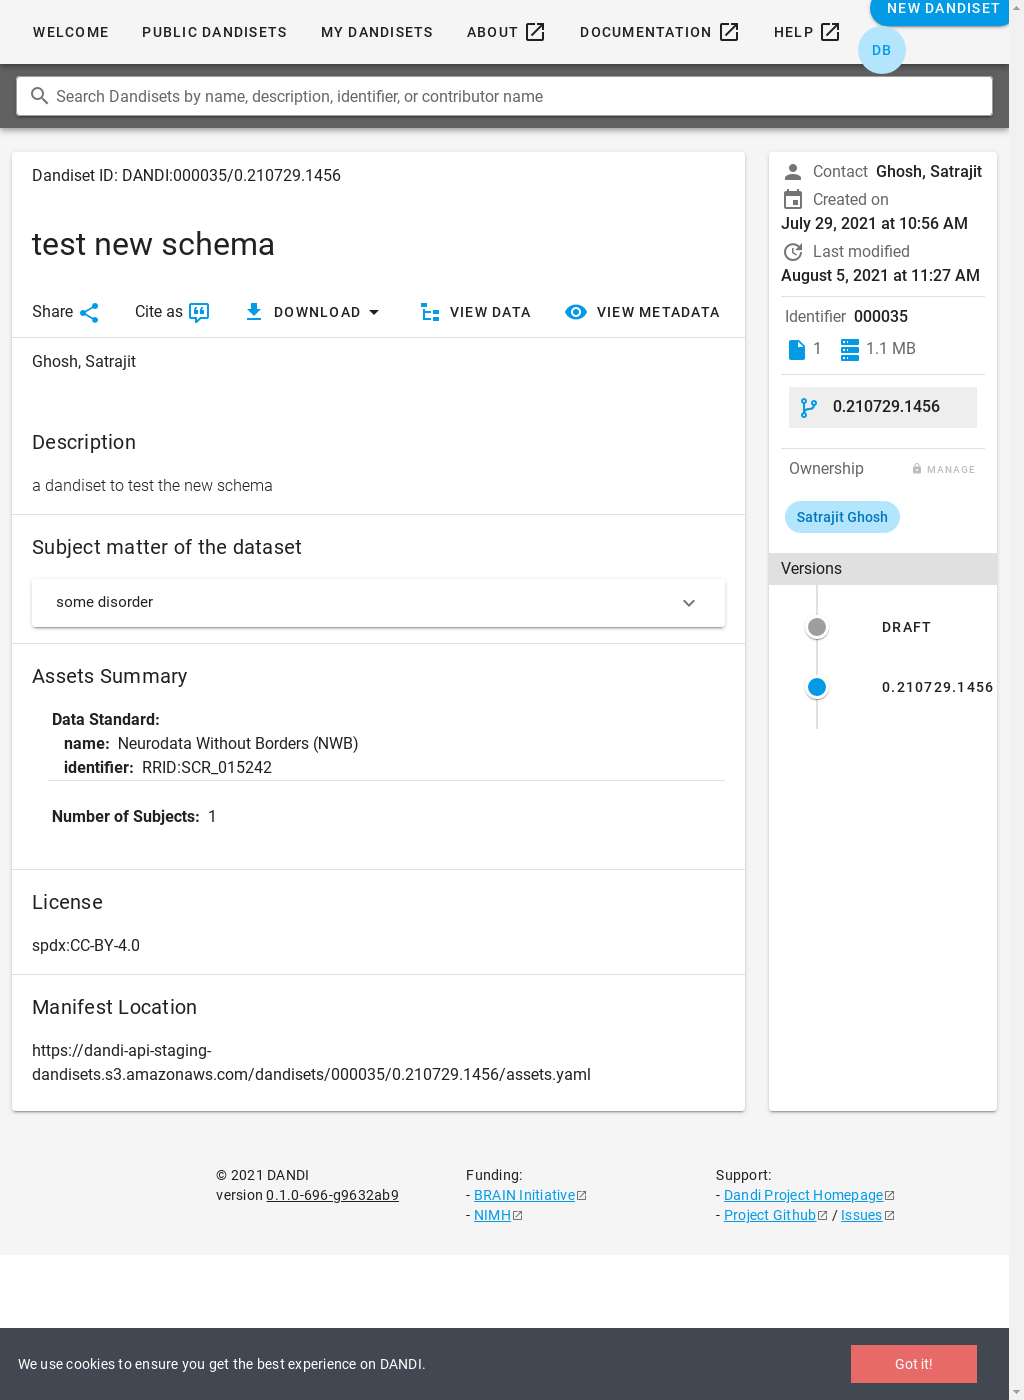 WELCOME PUBLIC DANDISETS MY DANDISETS ABOUT DOCUMENTATION HELP NEW DANDISET
DB
Search Dandisets by name, description, identifier, or contributor name
Dandiset ID: DANDI:000035/0.210729.1456
test new schema
Share Cite as DOWNLOAD VIEW DATA VIEW METADATA
Ghosh, Satrajit
Description
a dandiset to test the new schema
Subject matter of the dataset
some disorder
Assets Summary
Data Standard:
name: Neurodata Without Borders (NWB)
identifier: RRID:SCR_015242
Number of Subjects: 1
License
spdx:CC-BY-4.0
Manifest Location
https://dandi-api-staging-
dandisets.s3.amazonaws.com/dandisets/000035/0.210729.1456/assets.yaml
Contact Ghosh, Satrajit
Created on
July 29, 2021 at 10:56 AM
Last modified
August 5, 2021 at 11:27 AM
Identifier 000035
1 1.1 MB
0.210729.1456
Ownership MANAGE
Satrajit Ghosh
Versions
DRAFT
0.210729.1456
© 2021 DANDI
version 0.1.0-696-g9632ab9
Funding:
- BRAIN Initiative
- NIMH
Support:
- Dandi Project Homepage
- Project Github / Issues
We use cookies to ensure you get the best experience on DANDI.
Got it!